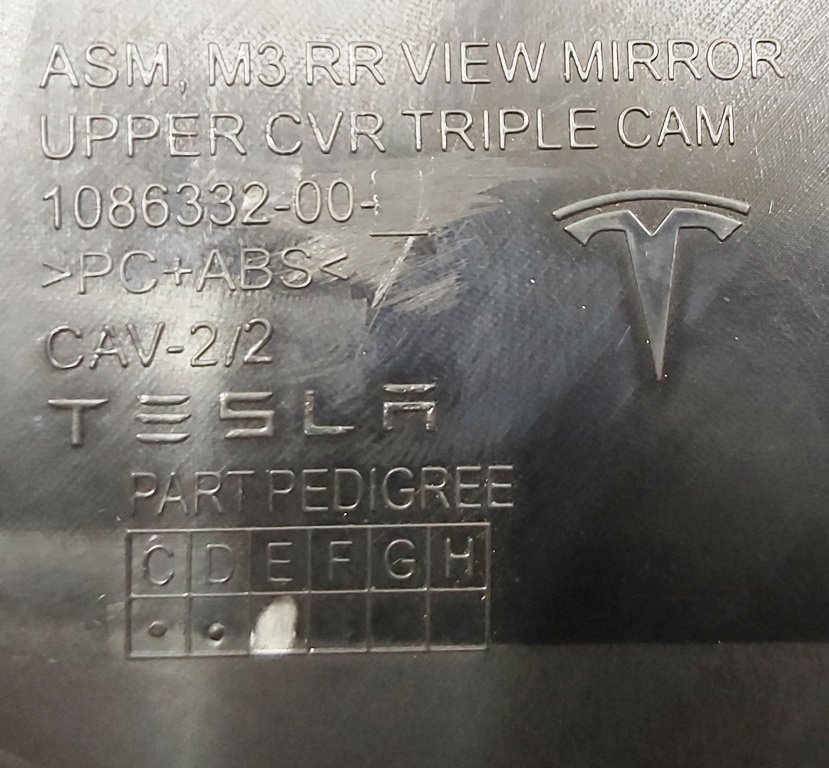 ASM, M3 RR VIEW MIRROR
UPPER CVR TRIPLE CAM
1086332-00-
>PC+ABS<
CAV-2/2
TESLA
PART PEDIGREE
C D E F G H